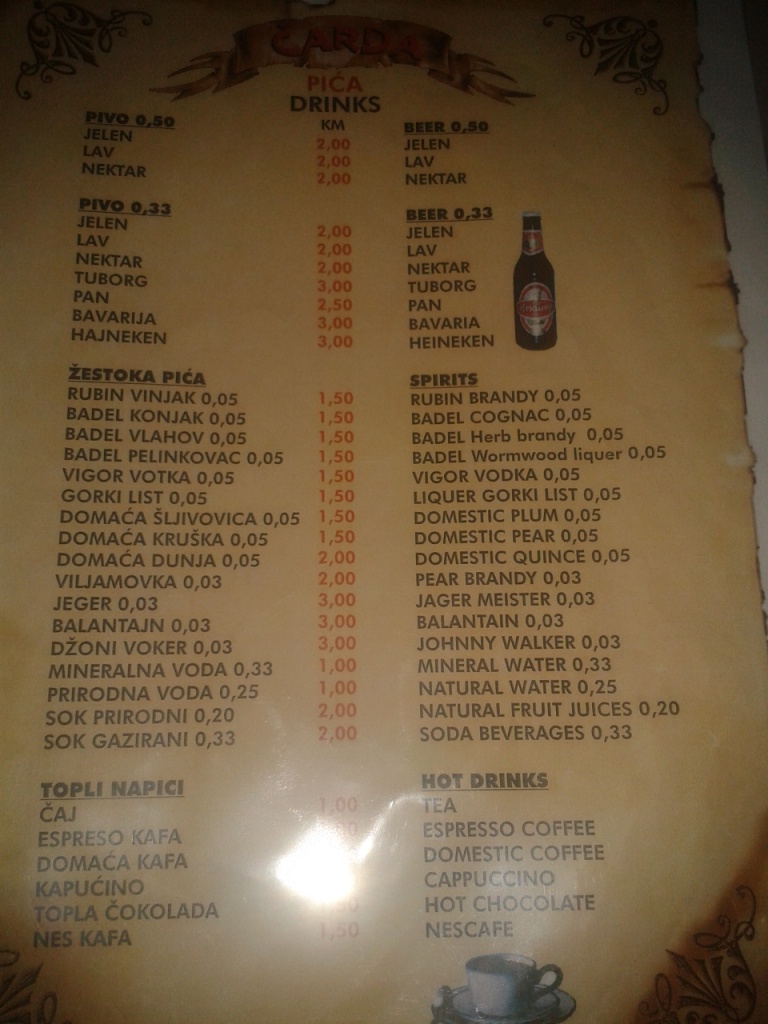 ČARDA
PIĆA
DRINKS
KM
PIVO 0,50 BEER 0,50
JELEN 2,00 JELEN
LAV 2,00 LAV
NEKTAR 2,00 NEKTAR
PIVO 0,33 BEER 0,33
JELEN 2,00 JELEN
LAV 2,00 LAV
NEKTAR 2,00 NEKTAR
TUBORG 3,00 TUBORG
PAN 2,50 PAN
BAVARIJA 3,00 BAVARIA
HAJNEKEN 3,00 HEINEKEN
ŽESTOKA PIĆA SPIRITS
RUBIN VINJAK 0,05 1,50 RUBIN BRANDY 0,05
BADEL KONJAK 0,05 1,50 BADEL COGNAC 0,05
BADEL VLAHOV 0,05 1,50 BADEL Herb brandy 0,05
BADEL PELINKOVAC 0,05 1,50 BADEL Wormwood liquer 0,05
VIGOR VOTKA 0,05 1,50 VIGOR VODKA 0,05
GORKI LIST 0,05 1,50 LIQUER GORKI LIST 0,05
DOMAĆA ŠLJIVOVICA 0,05 1,50 DOMESTIC PLUM 0,05
DOMAĆA KRUŠKA 0,05 1,50 DOMESTIC PEAR 0,05
DOMAĆA DUNJA 0,05 2,00 DOMESTIC QUINCE 0,05
VILJAMOVKA 0,03 2,00 PEAR BRANDY 0,03
JEGER 0,03 3,00 JAGER MEISTER 0,03
BALANTAJN 0,03 3,00 BALANTAIN 0,03
DŽONI VOKER 0,03 3,00 JOHNNY WALKER 0,03
MINERALNA VODA 0,33 1,00 MINERAL WATER 0,33
PRIRODNA VODA 0,25 1,00 NATURAL WATER 0,25
SOK PRIRODNI 0,20 2,00 NATURAL FRUIT JUICES 0,20
SOK GAZIRANI 0,33 2,00 SODA BEVERAGES 0,33
TOPLI NAPICI HOT DRINKS
ČAJ 1,00 TEA
ESPRESO KAFA ESPRESSO COFFEE
DOMAĆA KAFA DOMESTIC COFFEE
KAPUĆINO CAPPUCCINO
TOPLA ČOKOLADA HOT CHOCOLATE
NES KAFA 1,50 NESCAFE